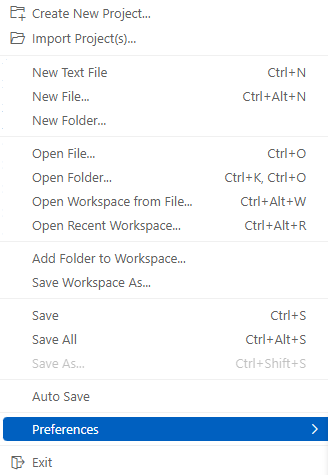 Create New Project...
Import Project(s)...
New Text File Ctrl+N
New File... Ctrl+Alt+N
New Folder...
Open File... Ctrl+O
Open Folder... Ctrl+K, Ctrl+O
Open Workspace from File... Ctrl+Alt+W
Open Recent Workspace... Ctrl+Alt+R
Add Folder to Workspace...
Save Workspace As...
Save Ctrl+S
Save All Ctrl+Alt+S
Save As... Ctrl+Shift+S
Auto Save
Preferences
Exit